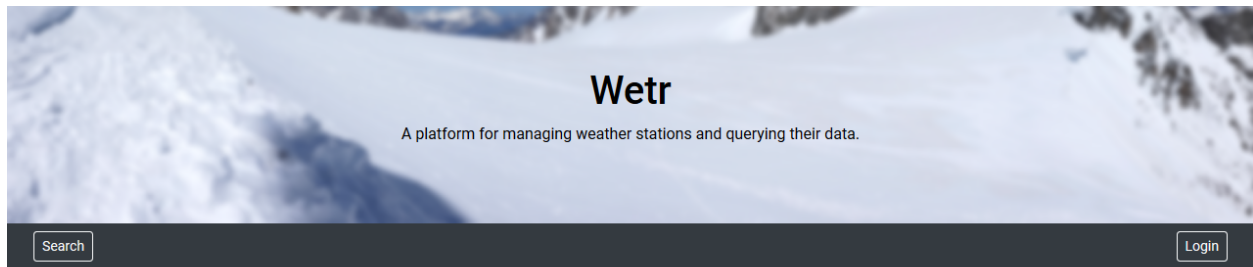 Wetr
A platform for managing weather stations and querying their data.
Search
Login